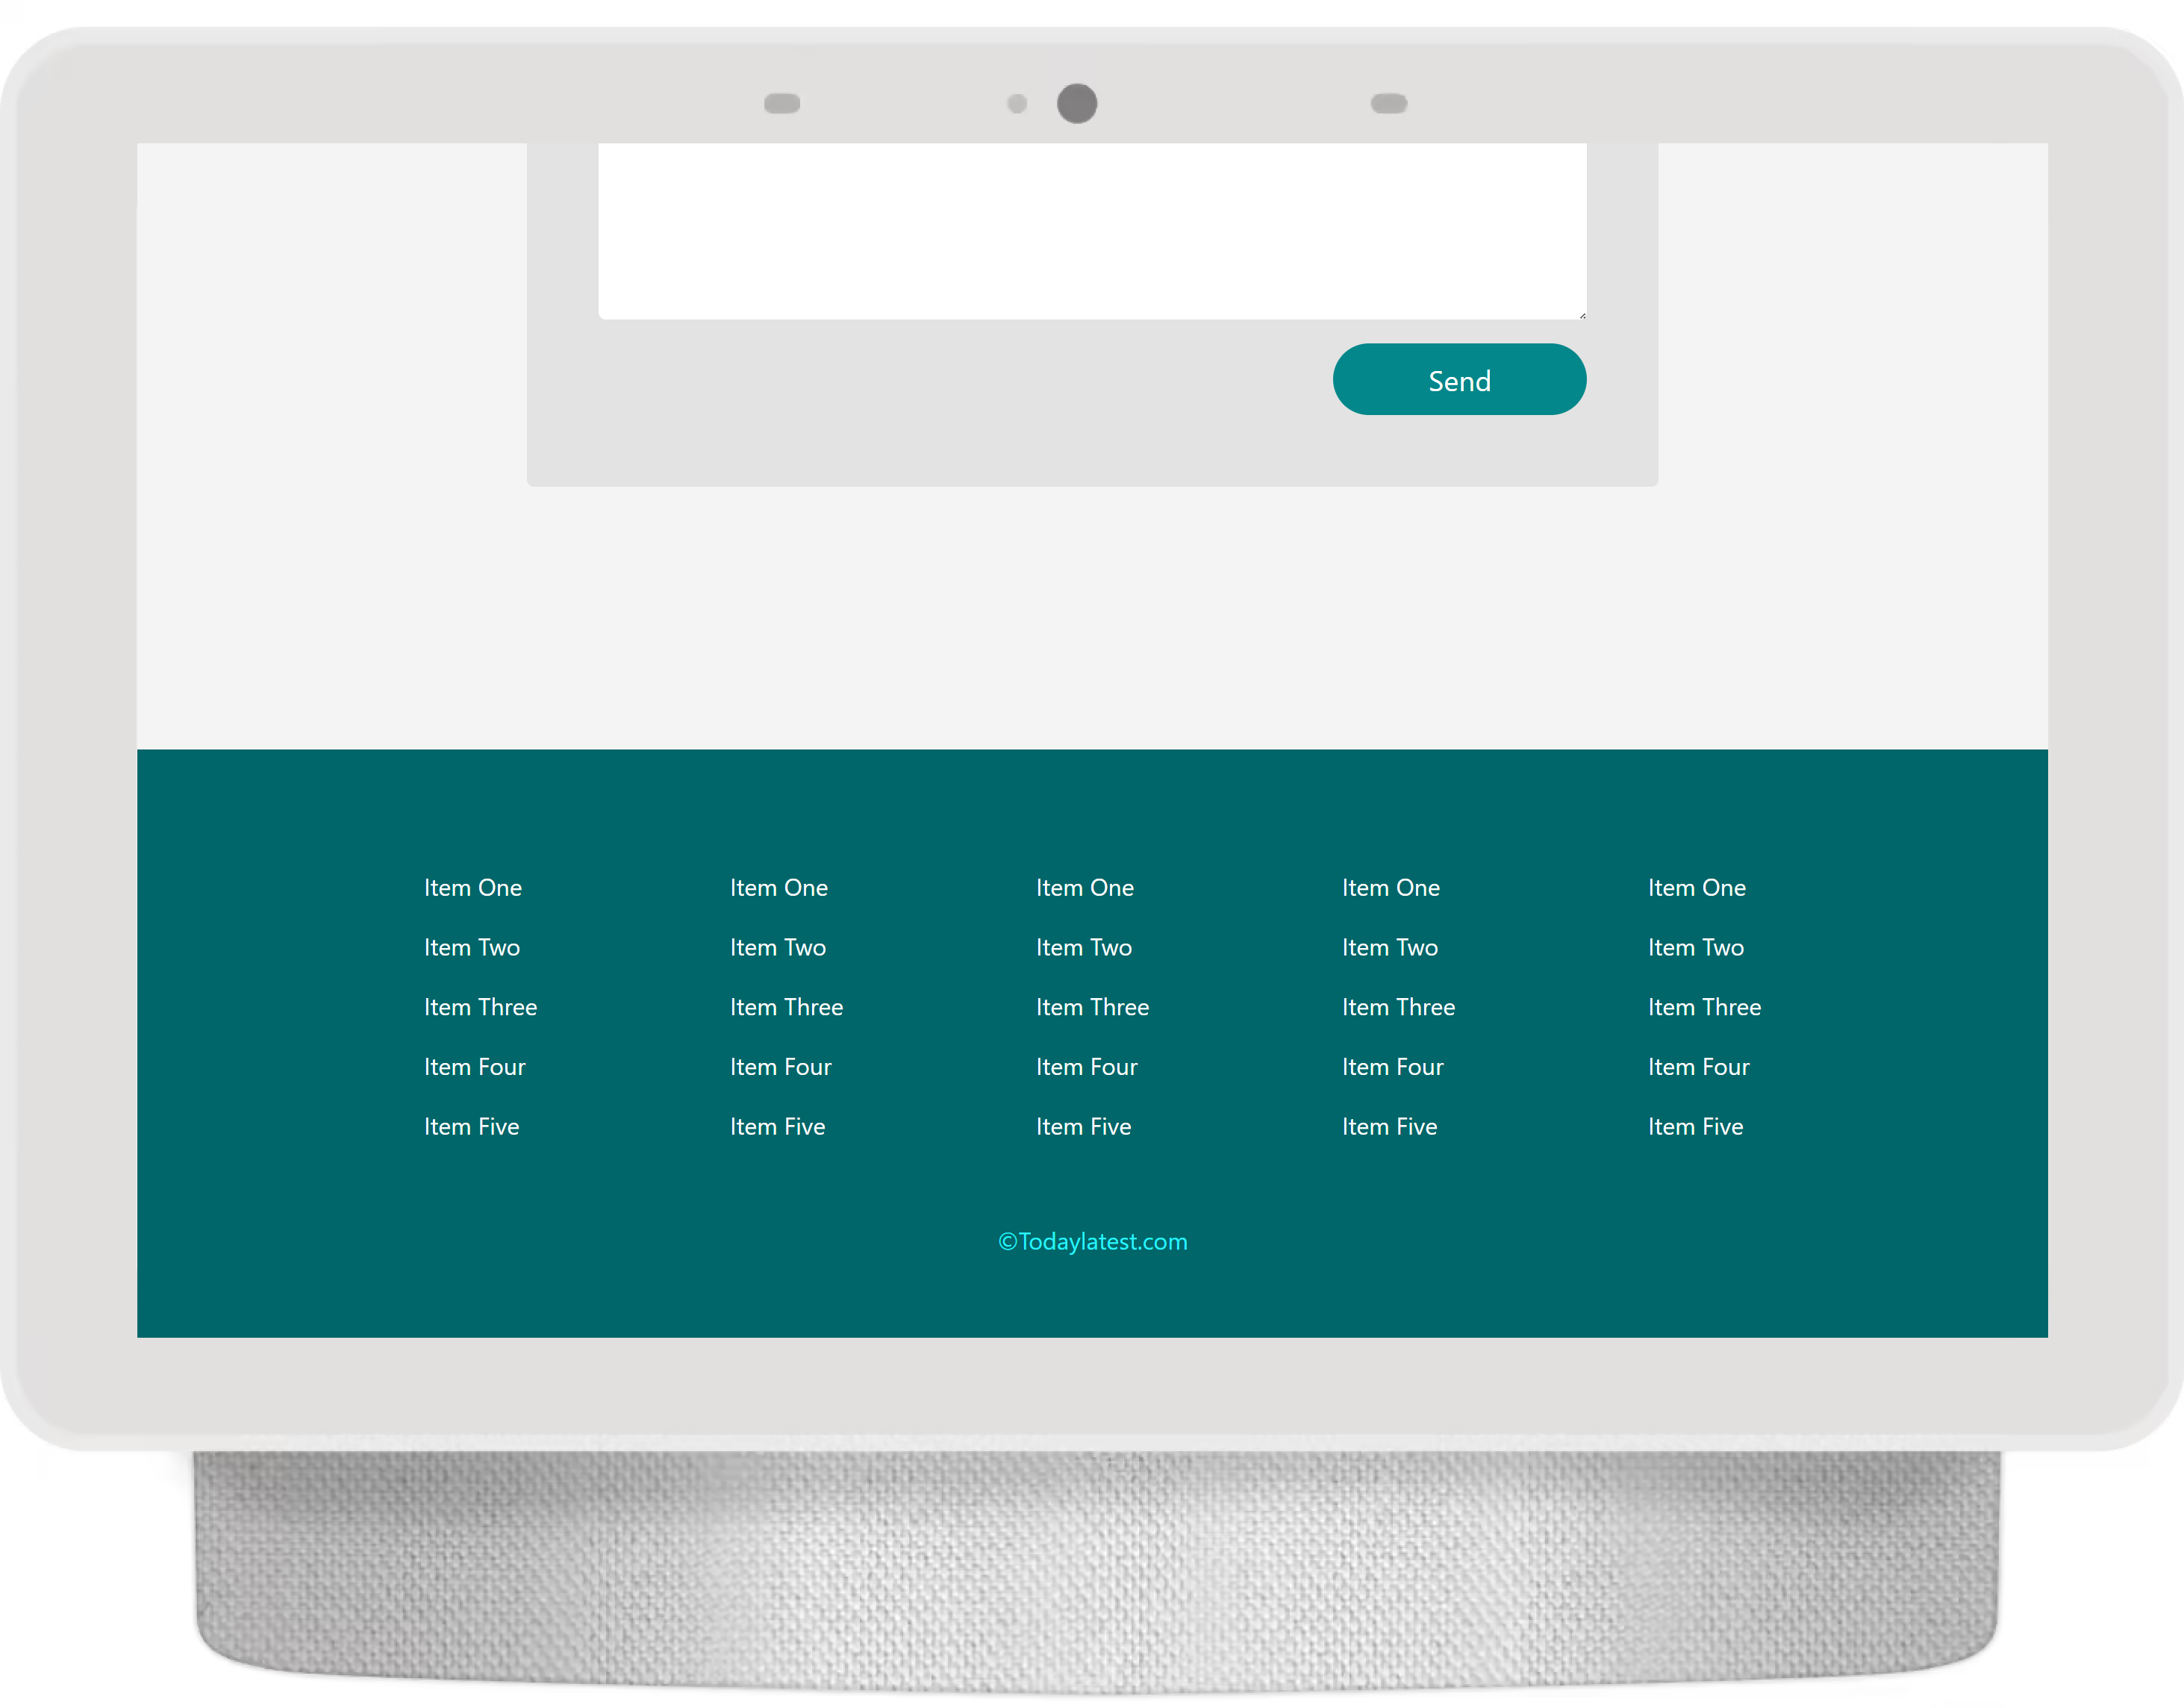 Send
Item One Item One Item One Item One Item One
Item Two Item Two Item Two Item Two Item Two
Item Three Item Three Item Three Item Three Item Three
Item Four Item Four Item Four Item Four Item Four
Item Five Item Five Item Five Item Five Item Five
©Todaylatest.com